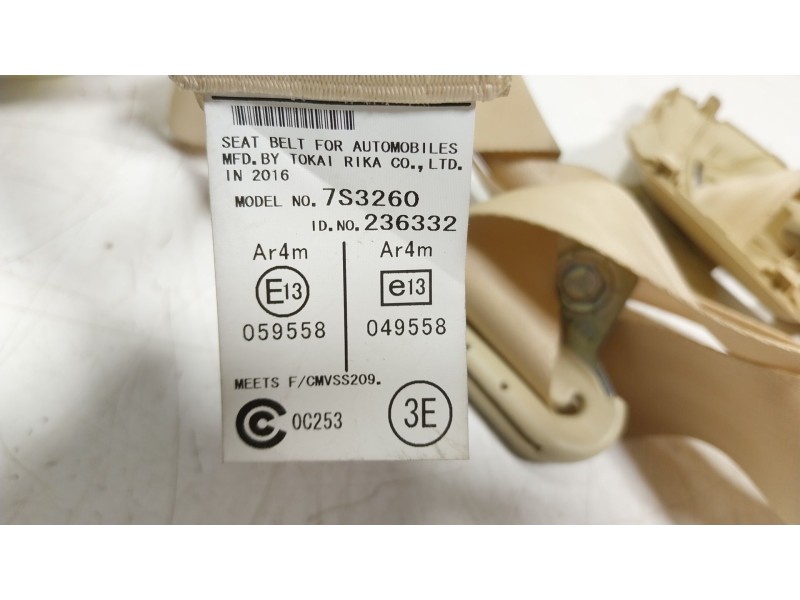 SEAT BELT FOR AUTOMOBILES
MFD. BY TOKAI RIKA CO., LTD.
IN 2016
MODEL NO. 7S3260
ID. NO. 236332
Ar4m
E13
059558
Ar4m
e13
049558
MEETS F/CMVSS209.
C 0C253
3E